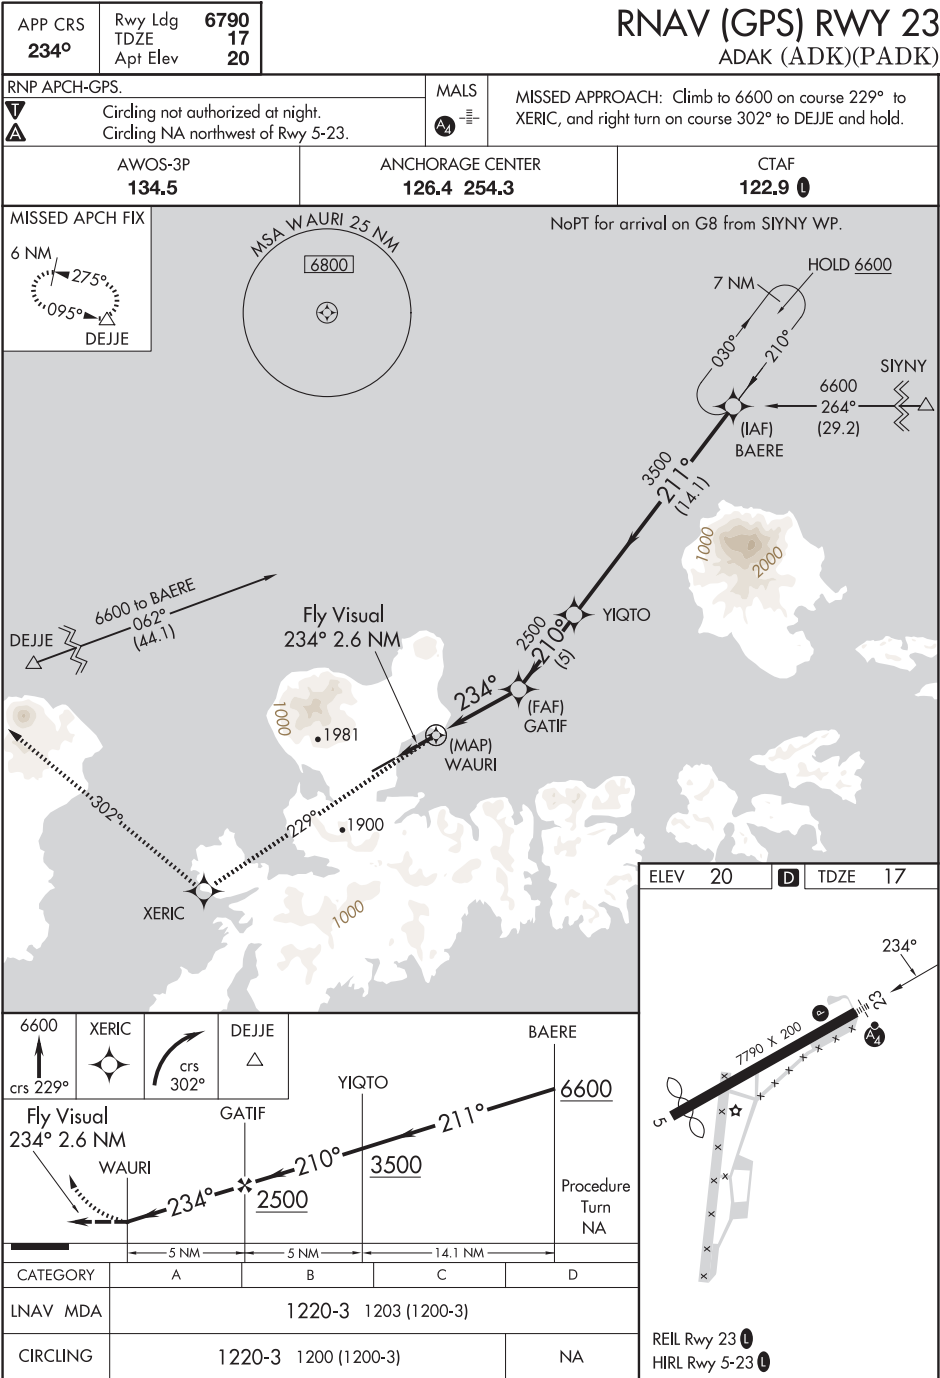 RNAV (GPS) RWY 23
ADAK (ADK)(PADK)
APP CRS
234°
Rwy Ldg 6790
TDZE 17
Apt Elev 20
RNP APCH-GPS.
T
A
Circling not authorized at night.
Circling NA northwest of Rwy 5-23.
MALS
A4
MISSED APPROACH: Climb to 6600 on course 229° to
XERIC, and right turn on course 302° to DEJJE and hold.
AWOS-3P
134.5
ANCHORAGE CENTER
126.4 254.3
CTAF
122.9 L
MISSED APCH FIX
6 NM
275°
095°
DEJJE
MSA WAURI 25 NM
6800
NoPT for arrival on G8 from SIYNY WP.
HOLD 6600
7 NM
030°
210°
SIYNY
6600
264°
(29.2)
(IAF)
BAERE
3500
211°
(14.1)
1000
2000
6600 to BAERE
062°
(44.1)
DEJJE
Fly Visual
234° 2.6 NM
YIQTO
2500
210°
(5)
234°
(FAF)
GATIF
1000
1981
(MAP)
WAURI
302°
229°
1900
XERIC
1000
ELEV 20
D
TDZE 17
234°
23
P
A4
7790 X 200
5
REIL Rwy 23 L
HIRL Rwy 5-23 L
6600
crs 229°
XERIC
crs
302°
DEJJE
BAERE
YIQTO
GATIF
Fly Visual
234° 2.6 NM
WAURI
6600
211°
210°
3500
234°
2500
Procedure
Turn
NA
5 NM
5 NM
14.1 NM
CATEGORY A B C D
LNAV MDA 1220-3 1203 (1200-3)
CIRCLING 1220-3 1200 (1200-3) NA